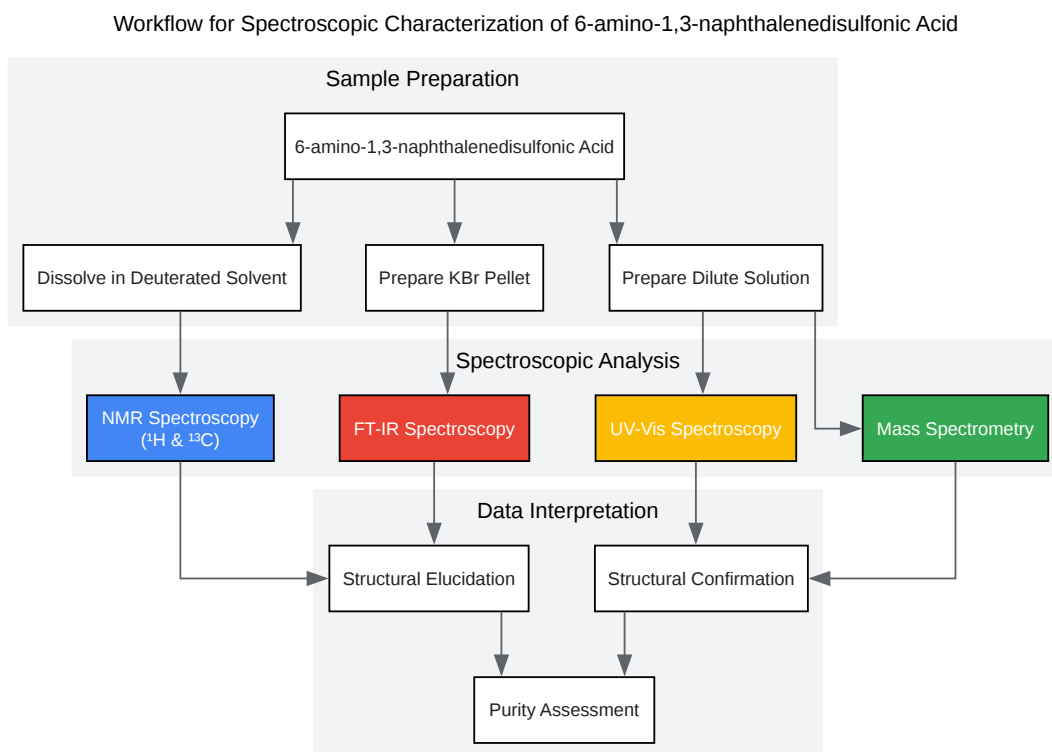 Workflow for Spectroscopic Characterization of 6-amino-1,3-naphthalenedisulfonic Acid
Sample Preparation
6-amino-1,3-naphthalenedisulfonic Acid
Dissolve in Deuterated Solvent
Prepare KBr Pellet
Prepare Dilute Solution
Spectroscopic Analysis
NMR Spectroscopy
(¹H & ¹³C)
FT-IR Spectroscopy
UV-Vis Spectroscopy
Mass Spectrometry
Data Interpretation
Structural Elucidation
Structural Confirmation
Purity Assessment